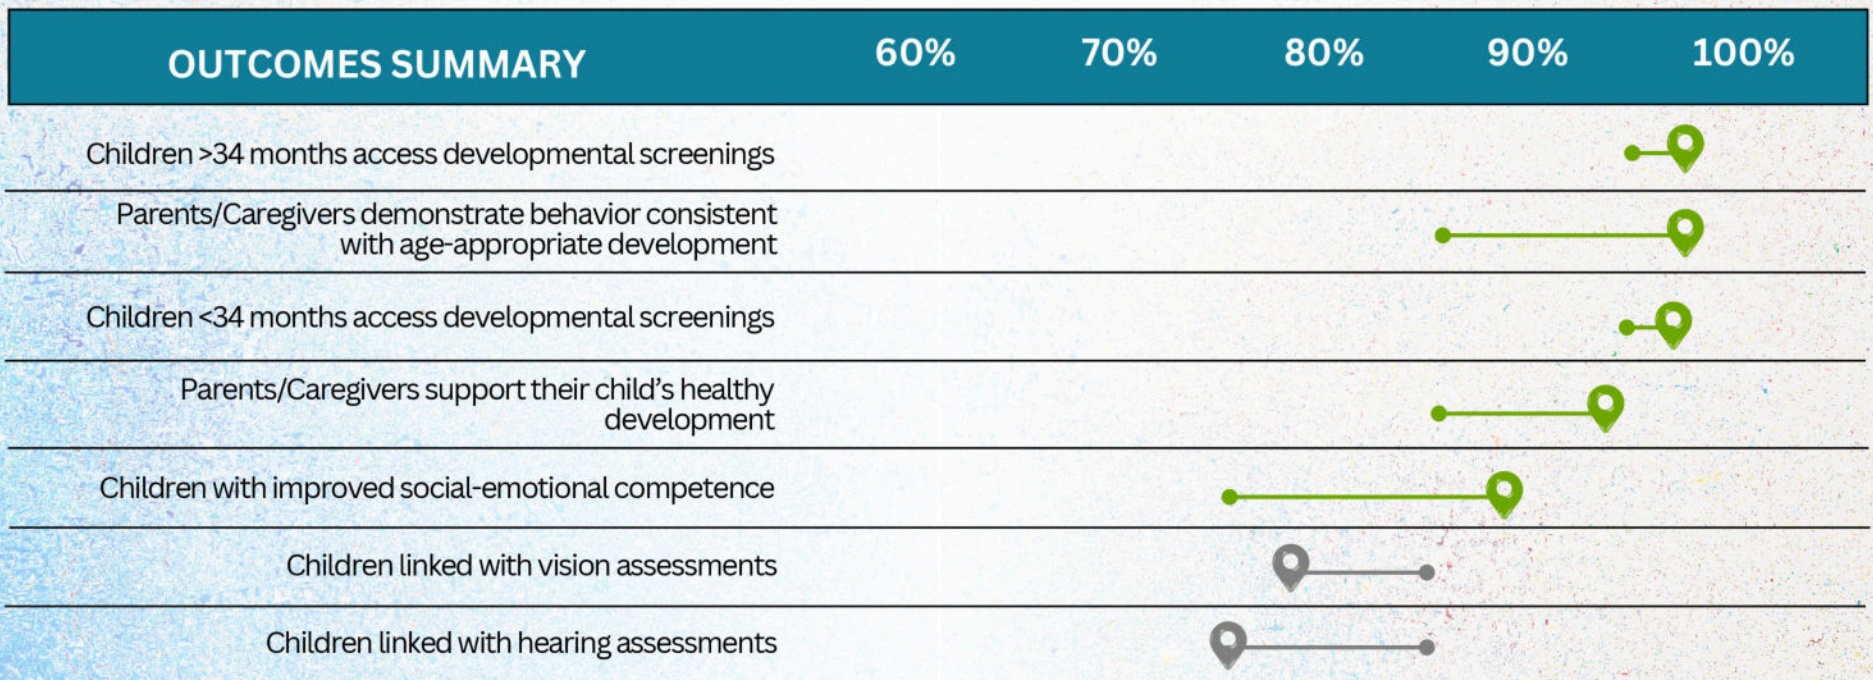 OUTCOMES SUMMARY 60% 70% 80% 90% 100%
Children >34 months access developmental screenings
Parents/Caregivers demonstrate behavior consistent
with age-appropriate development
Children <34 months access developmental screenings
Parents/Caregivers support their child’s healthy
development
Children with improved social-emotional competence
Children linked with vision assessments
Children linked with hearing assessments